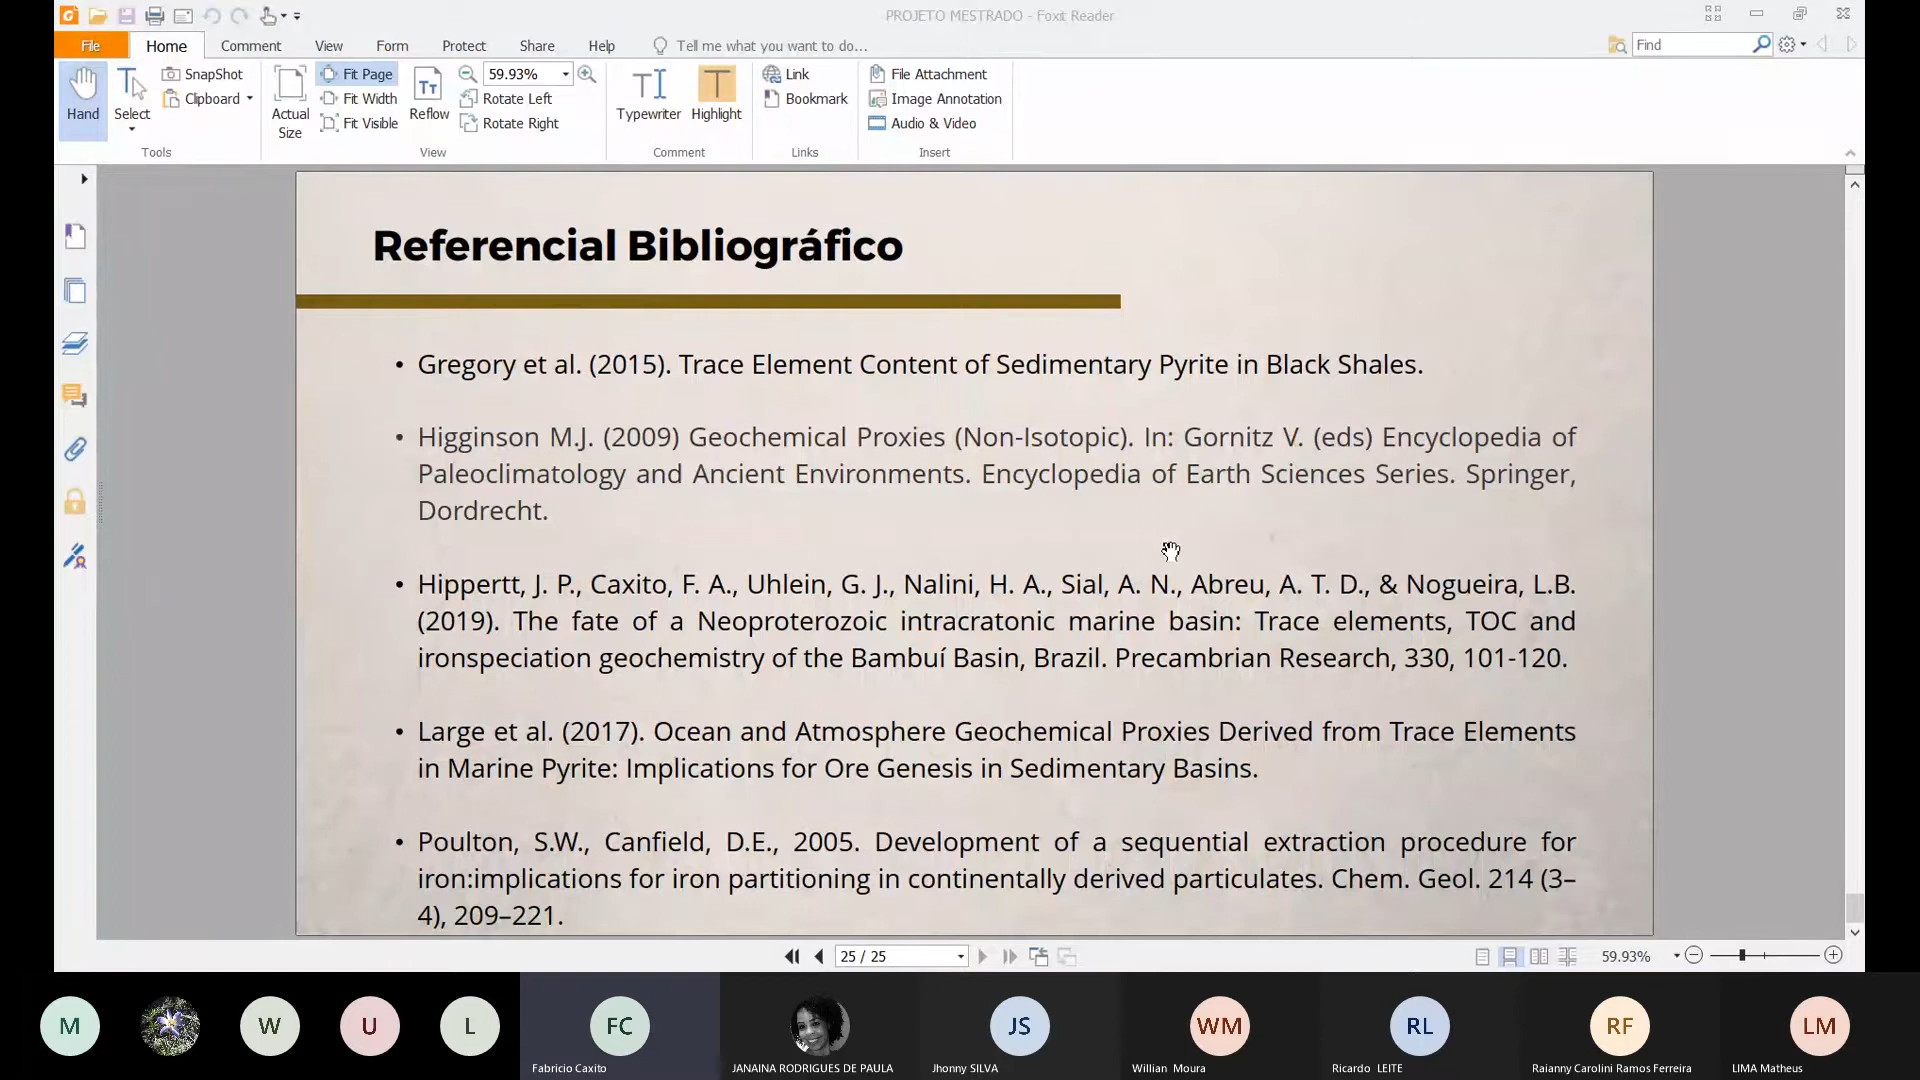 PROJETO MESTRADO - Foxit Reader
File Home Comment View Form Protect Share Help Tell me what you want to do... Find
Hand
Select
SnapShot
Clipboard
Tools
Actual Size
Fit Page
Fit Width
Fit Visible
Reflow
59.93%
Rotate Left
Rotate Right
View
Typewriter
Highlight
Comment
Link
Bookmark
Links
File Attachment
Image Annotation
Audio & Video
Insert
Referencial Bibliográfico
• Gregory et al. (2015). Trace Element Content of Sedimentary Pyrite in Black Shales.
• Higginson M.J. (2009) Geochemical Proxies (Non-Isotopic). In: Gornitz V. (eds) Encyclopedia of
Paleoclimatology and Ancient Environments. Encyclopedia of Earth Sciences Series. Springer,
Dordrecht.
• Hippertt, J. P., Caxito, F. A., Uhlein, G. J., Nalini, H. A., Sial, A. N., Abreu, A. T. D., & Nogueira, L.B.
(2019). The fate of a Neoproterozoic intracratonic marine basin: Trace elements, TOC and
ironspeciation geochemistry of the Bambuí Basin, Brazil. Precambrian Research, 330, 101-120.
• Large et al. (2017). Ocean and Atmosphere Geochemical Proxies Derived from Trace Elements
in Marine Pyrite: Implications for Ore Genesis in Sedimentary Basins.
• Poulton, S.W., Canfield, D.E., 2005. Development of a sequential extraction procedure for
iron:implications for iron partitioning in continentally derived particulates. Chem. Geol. 214 (3–
4), 209–221.
25 / 25
59.93%
M W U L FC JS WM RL RF LM
Fabricio Caxito JANAINA RODRIGUES DE PAULA Jhonny SILVA Willian Moura Ricardo LEITE Raianny Carolini Ramos Ferreira LIMA Matheus